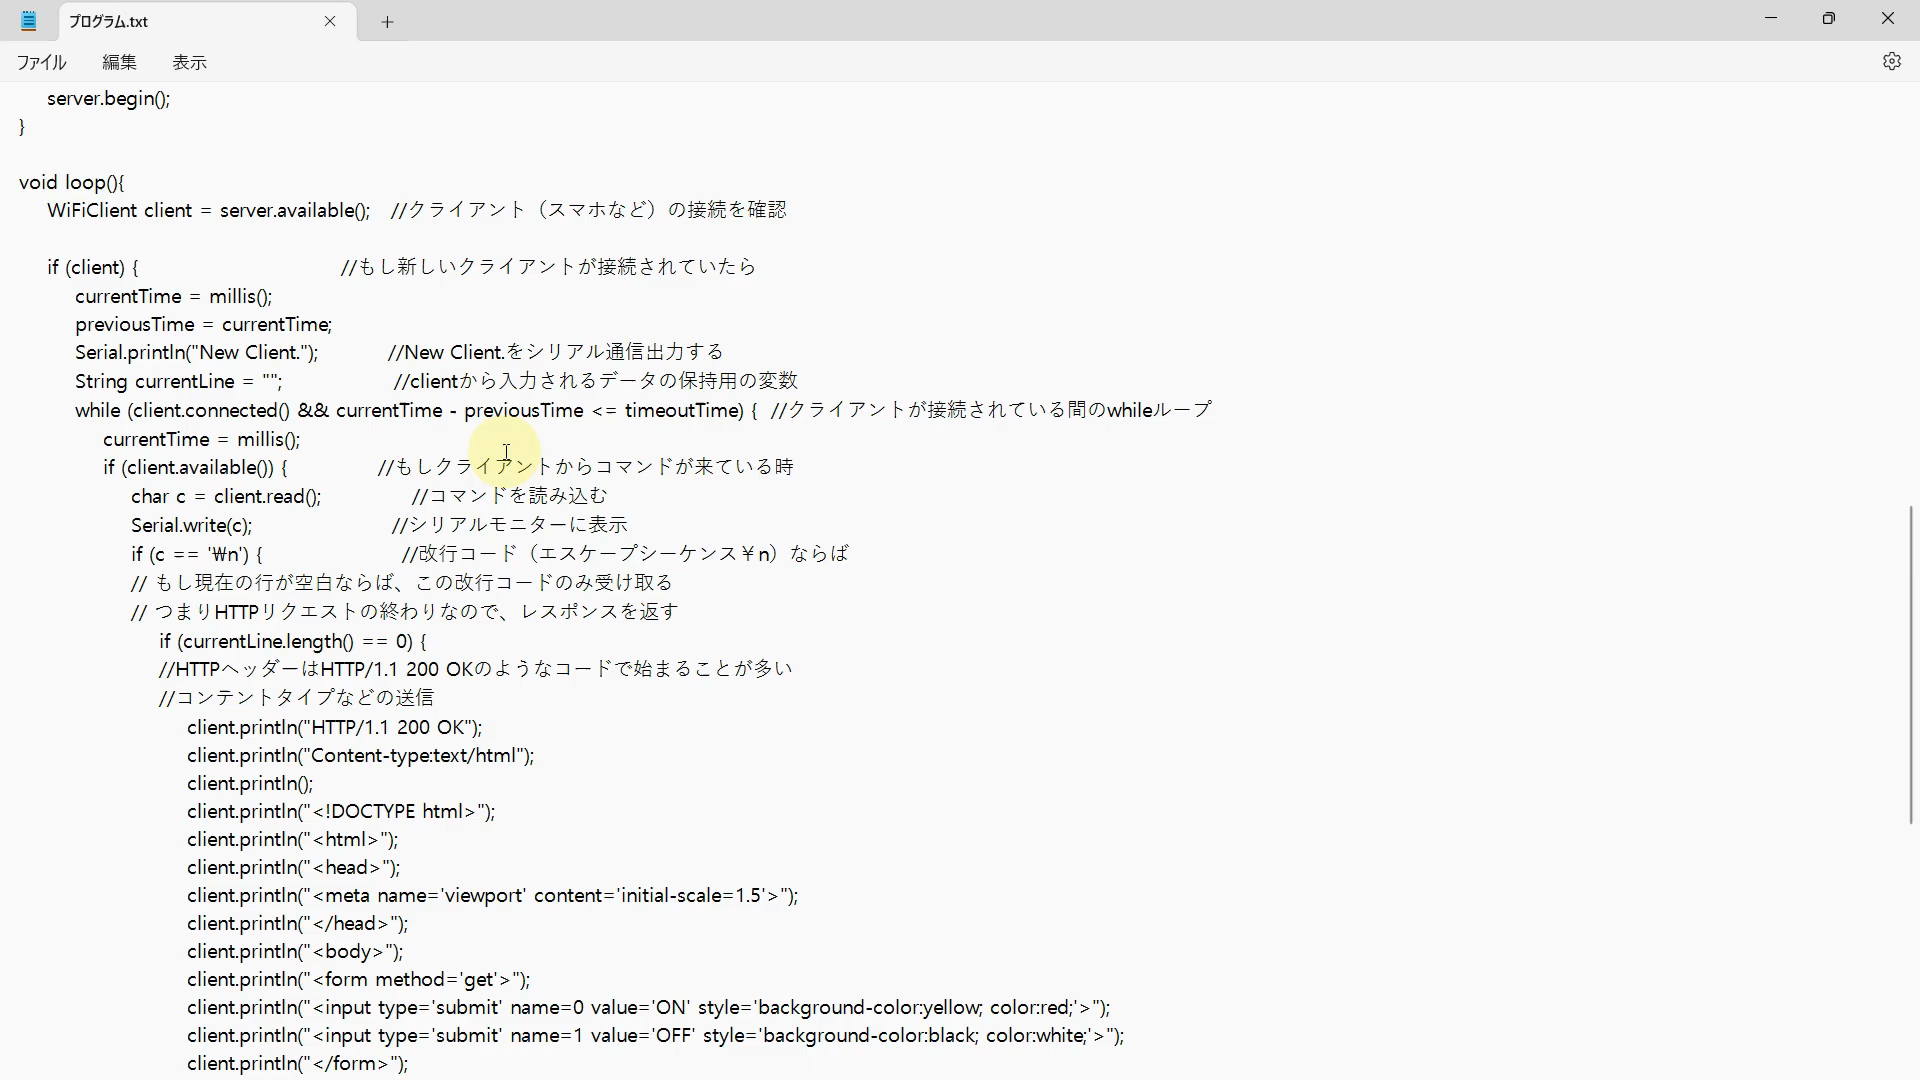 プログラム.txt
ファイル 編集 表示
server.begin();
}
void loop(){
WiFiClient client = server.available(); //クライアント（スマホなど）の接続を確認
if (client) { //もし新しいクライアントが接続されていたら
currentTime = millis();
previousTime = currentTime;
Serial.println("New Client."); //New Client.をシリアル通信出力する
String currentLine = ""; //clientから入力されるデータの保持用の変数
while (client.connected() && currentTime - previousTime <= timeoutTime) { //クライアントが接続されている間のwhileループ
currentTime = millis();
if (client.available()) { //もしクライアントからコマンドが来ている時
char c = client.read(); //コマンドを読み込む
Serial.write(c); //シリアルモニターに表示
if (c == '₩n') { //改行コード（エスケープシーケンス￥n）ならば
// もし現在の行が空白ならば、この改行コードのみ受け取る
// つまりHTTPリクエストの終わりなので、レスポンスを返す
if (currentLine.length() == 0) {
//HTTPヘッダーはHTTP/1.1 200 OKのようなコードで始まることが多い
//コンテントタイプなどの送信
client.println("HTTP/1.1 200 OK");
client.println("Content-type:text/html");
client.println();
client.println("<!DOCTYPE html>");
client.println("<html>");
client.println("<head>");
client.println("<meta name='viewport' content='initial-scale=1.5'>");
client.println("</head>");
client.println("<body>");
client.println("<form method='get'>");
client.println("<input type='submit' name=0 value='ON' style='background-color:yellow; color:red;'>");
client.println("<input type='submit' name=1 value='OFF' style='background-color:black; color:white;'>");
client.println("</form>");